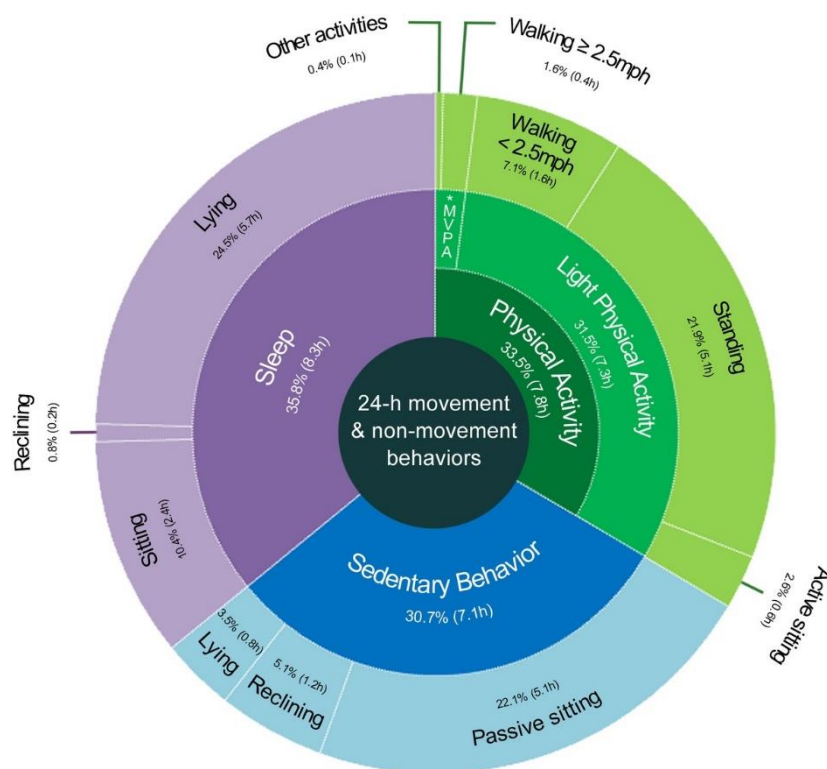 24-h movement
& non-movement
behaviors
Physical Activity
33.5% (7.8h)
*MVPA
Light Physical Activity
31.5% (7.3h)
Other activities
0.4% (0.1h)
Walking ≥ 2.5mph
1.6% (0.4h)
Walking
< 2.5mph
7.1% (1.6h)
Standing
21.9% (5.1h)
Active sitting
2.6% (0.6h)
Sedentary Behavior
30.7% (7.1h)
Passive sitting
22.1% (5.1h)
Reclining
5.1% (1.2h)
Lying
3.5% (0.8h)
Sleep
35.8% (8.3h)
Sitting
10.4% (2.4h)
Reclining
0.8% (0.2h)
Lying
24.5% (5.7h)